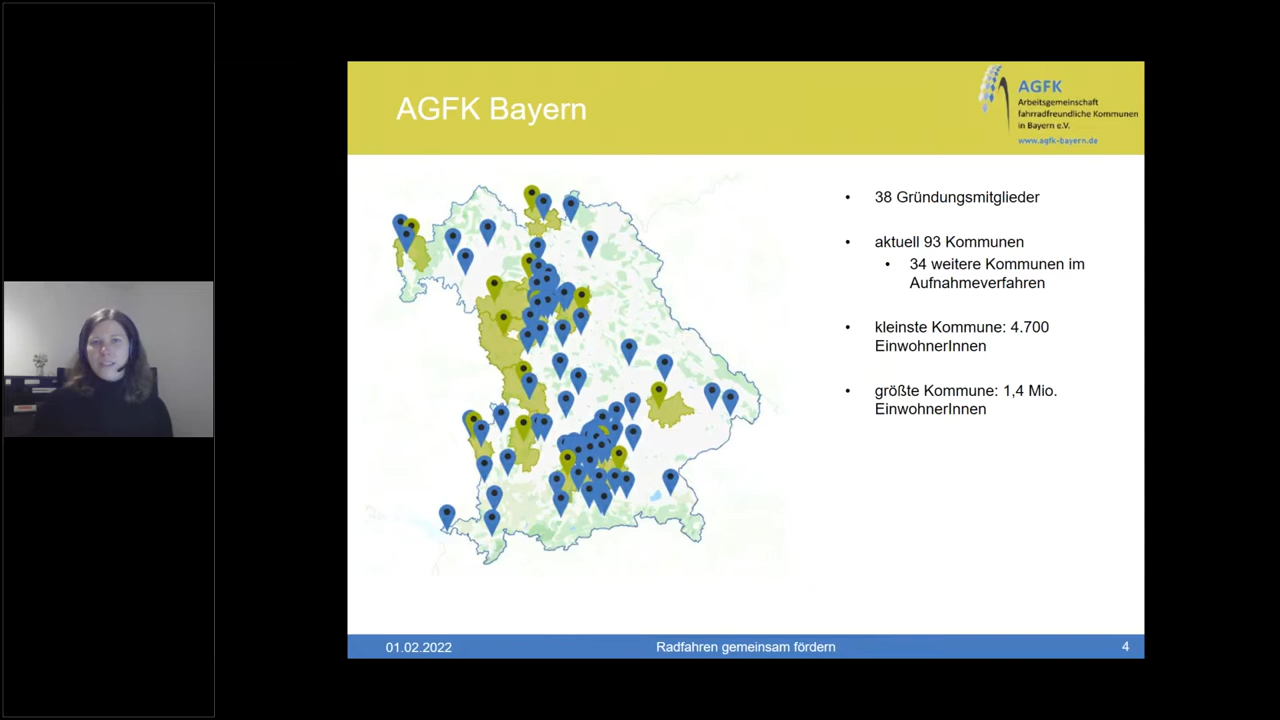 AGFK Bayern
AGFK
Arbeitsgemeinschaft
fahrradfreundliche Kommunen
in Bayern e.V.
www.agfk-bayern.de
• 38 Gründungsmitglieder
• aktuell 93 Kommunen
• 34 weitere Kommunen im
Aufnahmeverfahren
• kleinste Kommune: 4.700
EinwohnerInnen
• größte Kommune: 1,4 Mio.
EinwohnerInnen
01.02.2022
Radfahren gemeinsam fördern
4